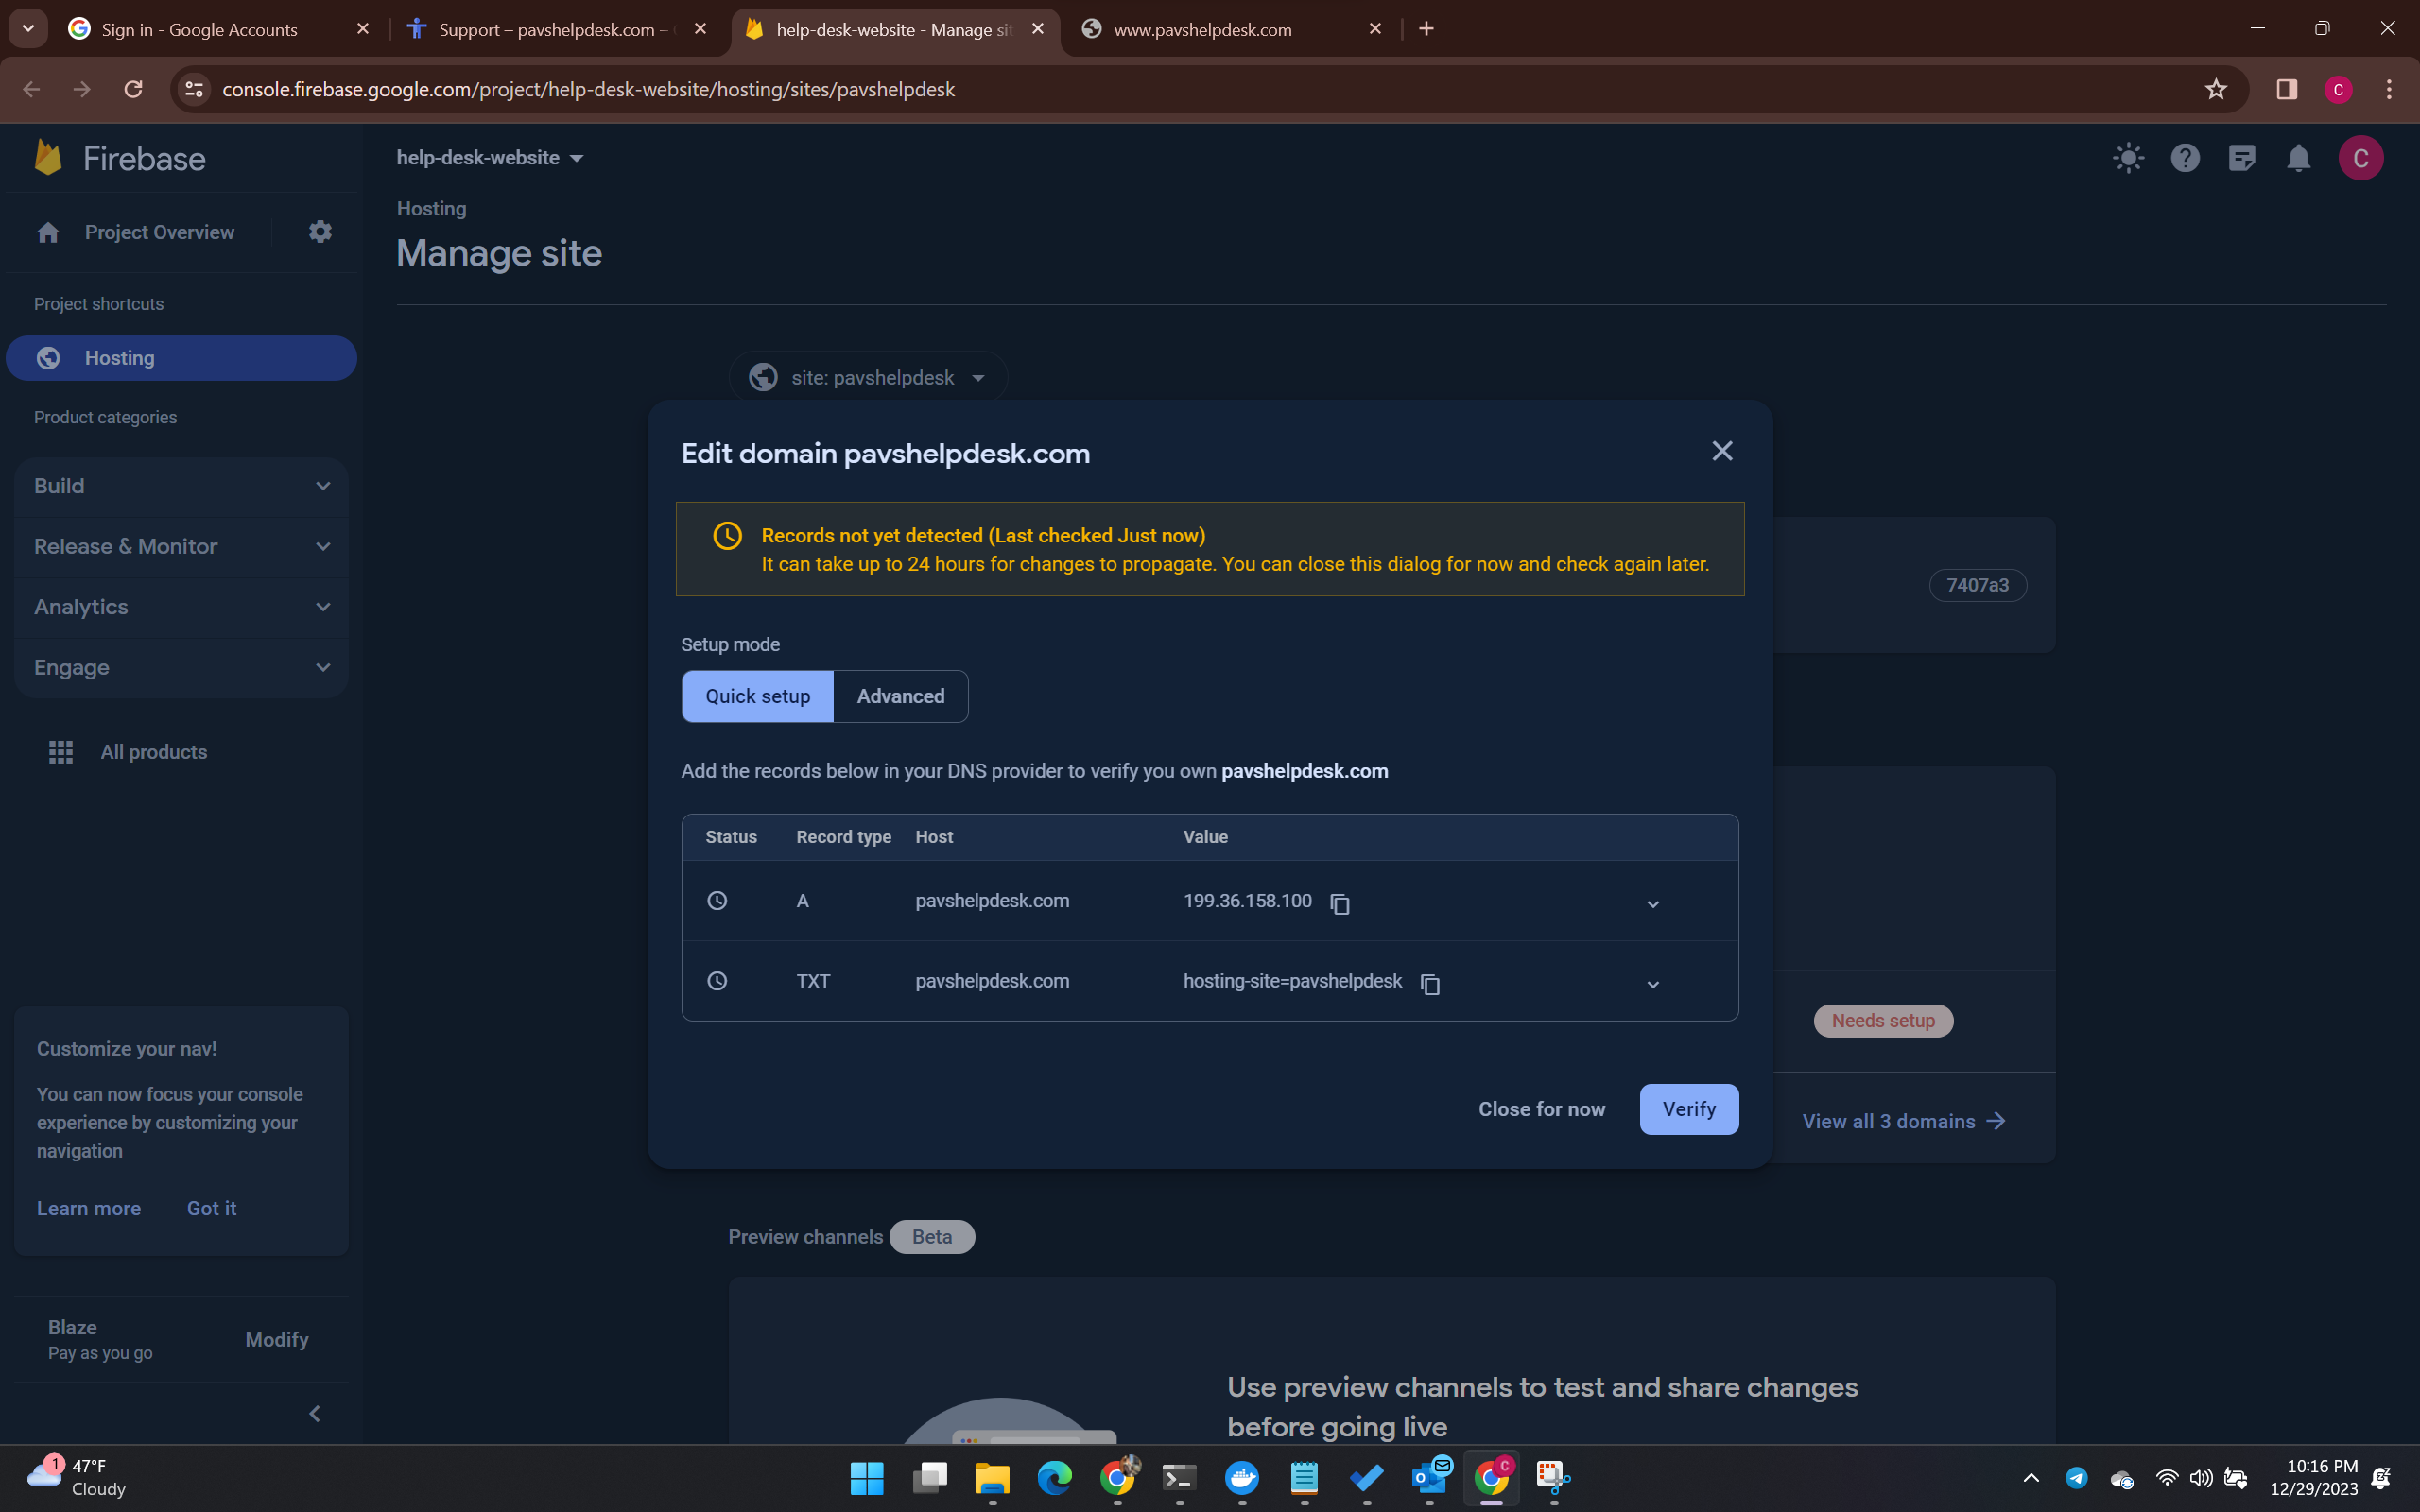 Sign in - Google Accounts
Support – pavshelpdesk.com –
help-desk-website - Manage sit
www.pavshelpdesk.com
console.firebase.google.com/project/help-desk-website/hosting/sites/pavshelpdesk
C
Firebase
help-desk-website
C
Project Overview
Hosting
Manage site
Project shortcuts
Hosting
site: pavshelpdesk
Product categories
Build
Release & Monitor
Analytics
Engage
All products
Edit domain pavshelpdesk.com
Records not yet detected (Last checked Just now)
It can take up to 24 hours for changes to propagate. You can close this dialog for now and check again later.
7407a3
Setup mode
Quick setup Advanced
Add the records below in your DNS provider to verify you own pavshelpdesk.com
Status Record type Host Value
A pavshelpdesk.com 199.36.158.100
TXT pavshelpdesk.com hosting-site=pavshelpdesk
Needs setup
Close for now Verify
View all 3 domains
Customize your nav!
You can now focus your console
experience by customizing your
navigation
Learn more Got it
Preview channels Beta
Blaze
Pay as you go
Modify
Use preview channels to test and share changes
before going live
1
47°F
Cloudy
C
10:16 PM
12/29/2023